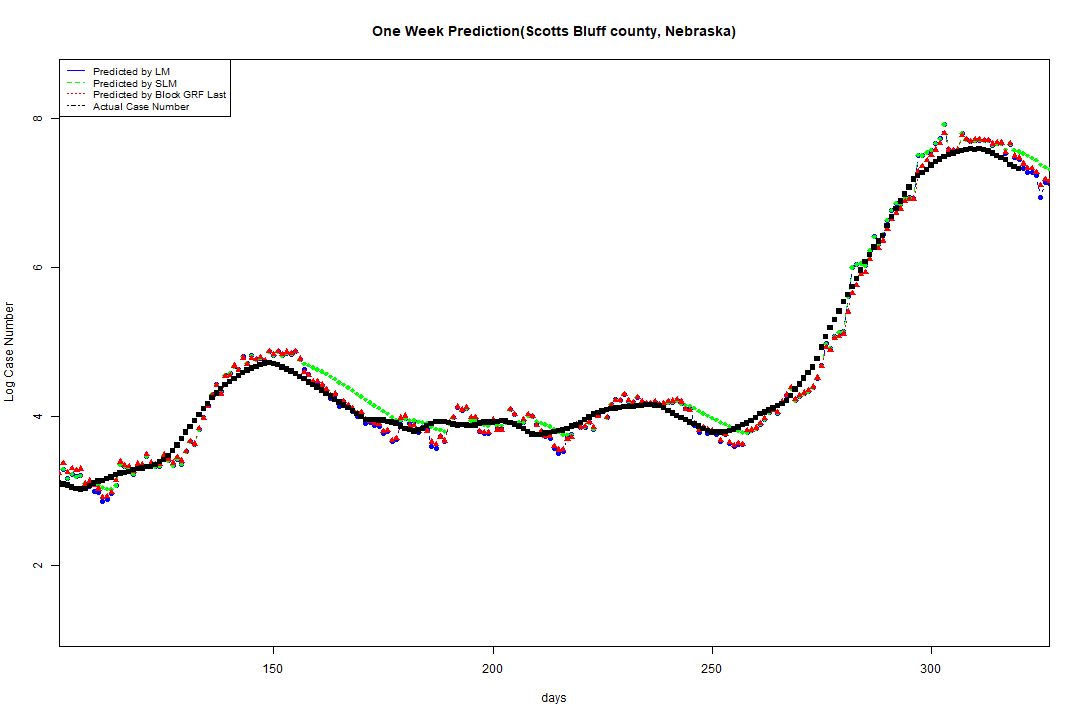 One Week Prediction(Scotts Bluff county, Nebraska)
Predicted by LM
Predicted by SLM
Predicted by Block GRF Last
Actual Case Number
8
6
4
2
Log Case Number
150 200 250 300
days